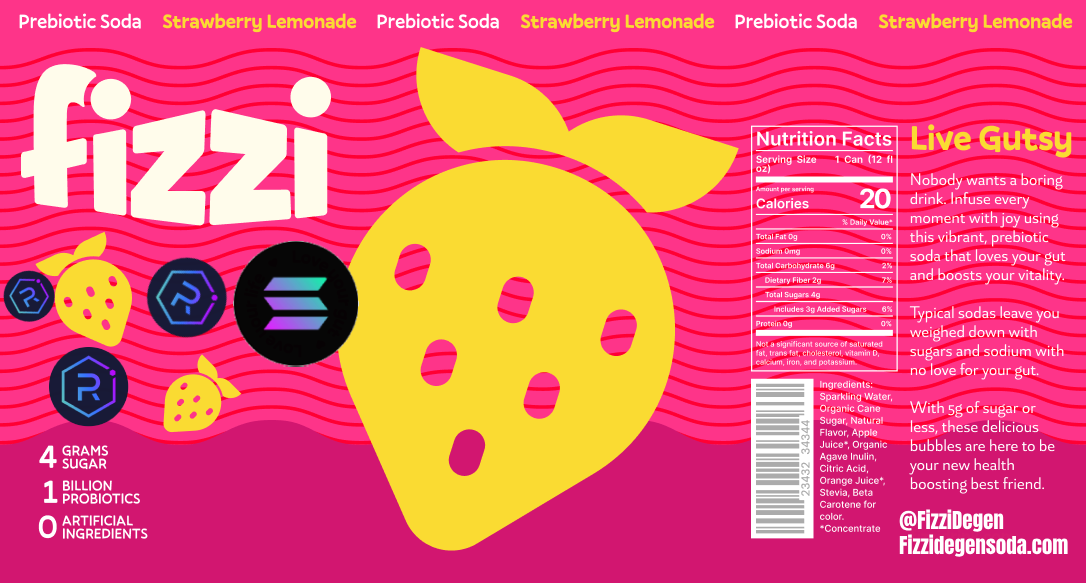 Prebiotic Soda Strawberry Lemonade Prebiotic Soda Strawberry Lemonade Prebiotic Soda Strawberry Lemonade
fizzi
R
R
R
4 GRAMS
SUGAR
1 BILLION
PROBIOTICS
0 ARTIFICIAL
INGREDIENTS
Nutrition Facts
Serving Size 1 Can (12 fl
oz)
Amount per serving
Calories 20
% Daily Value*
Total Fat 0g 0%
Sodium 0mg 0%
Total Carbohydrate 6g 2%
Dietary Fiber 2g 7%
Total Sugars 4g
Includes 3g Added Sugars 6%
Protein 0g 0%
Not a significant source of saturated
fat, trans fat, cholesterol, vitamin D,
calcium, iron, and potassium.
23432 34344
Ingredients:
Sparkling Water,
Organic Cane
Sugar, Natural
Flavor, Apple
Juice*, Organic
Agave Inulin,
Citric Acid,
Orange Juice*,
Stevia, Beta
Carotene for
color.
*Concentrate
Live Gutsy
Nobody wants a boring
drink. Infuse every
moment with joy using
this vibrant, prebiotic
soda that loves your gut
and boosts your vitality.
Typical sodas leave you
weighed down with
sugars and sodium with
no love for your gut.
With 5g of sugar or
less, these delicious
bubbles are here to be
your new health
boosting best friend.
@FizziDegen
Fizzidegensoda.com